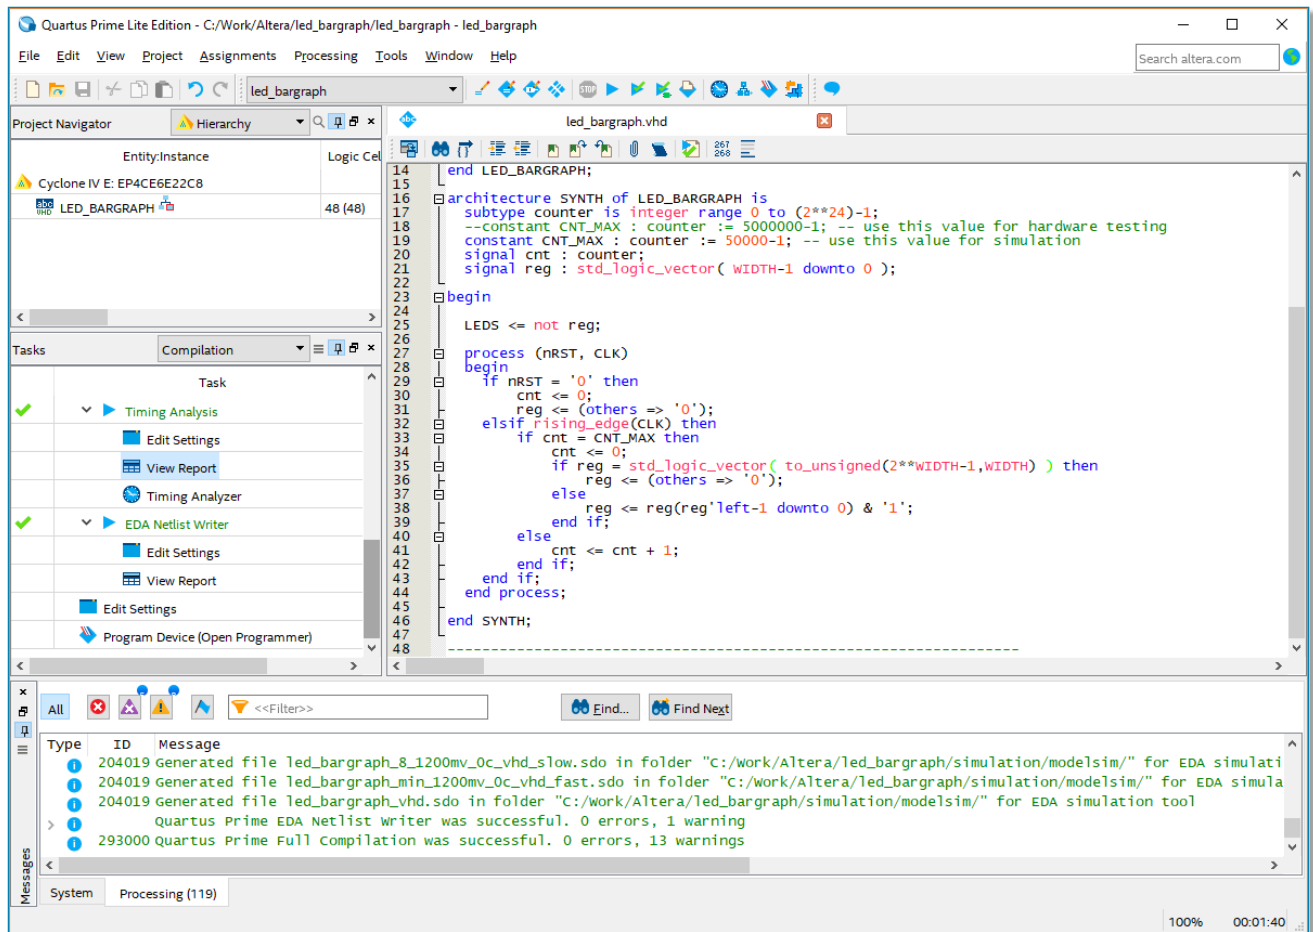 Quartus Prime Lite Edition - C:/Work/Altera/led_bargraph/led_bargraph - led_bargraph
File Edit View Project Assignments Processing Tools Window Help
Search altera.com
led_bargraph
Project Navigator Hierarchy
Entity:Instance Logic Cel
Cyclone IV E: EP4CE6E22C8
LED_BARGRAPH 48 (48)
Tasks Compilation
Task
Timing Analysis
Edit Settings
View Report
Timing Analyzer
EDA Netlist Writer
Edit Settings
View Report
Edit Settings
Program Device (Open Programmer)
led_bargraph.vhd
267
268
14 end LED_BARGRAPH;
15
16 architecture SYNTH of LED_BARGRAPH is
17 subtype counter is integer range 0 to (2**24)-1;
18 --constant CNT_MAX : counter := 5000000-1; -- use this value for hardware testing
19 constant CNT_MAX : counter := 50000-1; -- use this value for simulation
20 signal cnt : counter;
21 signal reg : std_logic_vector( WIDTH-1 downto 0 );
22
23 begin
24
25 LEDS <= not reg;
26
27 process (nRST, CLK)
28 begin
29 if nRST = '0' then
30 cnt <= 0;
31 reg <= (others => '0');
32 elsif rising_edge(CLK) then
33 if cnt = CNT_MAX then
34 cnt <= 0;
35 if reg = std_logic_vector( to_unsigned(2**WIDTH-1,WIDTH) ) then
36 reg <= (others => '0');
37 else
38 reg <= reg(reg'left-1 downto 0) & '1';
39 end if;
40 else
41 cnt <= cnt + 1;
42 end if;
43 end if;
44 end process;
45
46 end SYNTH;
47
48 ------------------------------------------------------------------
All <<Filter>> Find... Find Next
Type ID Message
204019 Generated file led_bargraph_8_1200mv_0c_vhd_slow.sdo in folder "C:/Work/Altera/led_bargraph/simulation/modelsim/" for EDA simulati
204019 Generated file led_bargraph_min_1200mv_0c_vhd_fast.sdo in folder "C:/Work/Altera/led_bargraph/simulation/modelsim/" for EDA simula
204019 Generated file led_bargraph_vhd.sdo in folder "C:/Work/Altera/led_bargraph/simulation/modelsim/" for EDA simulation tool
Quartus Prime EDA Netlist Writer was successful. 0 errors, 1 warning
293000 Quartus Prime Full Compilation was successful. 0 errors, 13 warnings
Messages
System Processing (119)
100% 00:01:40